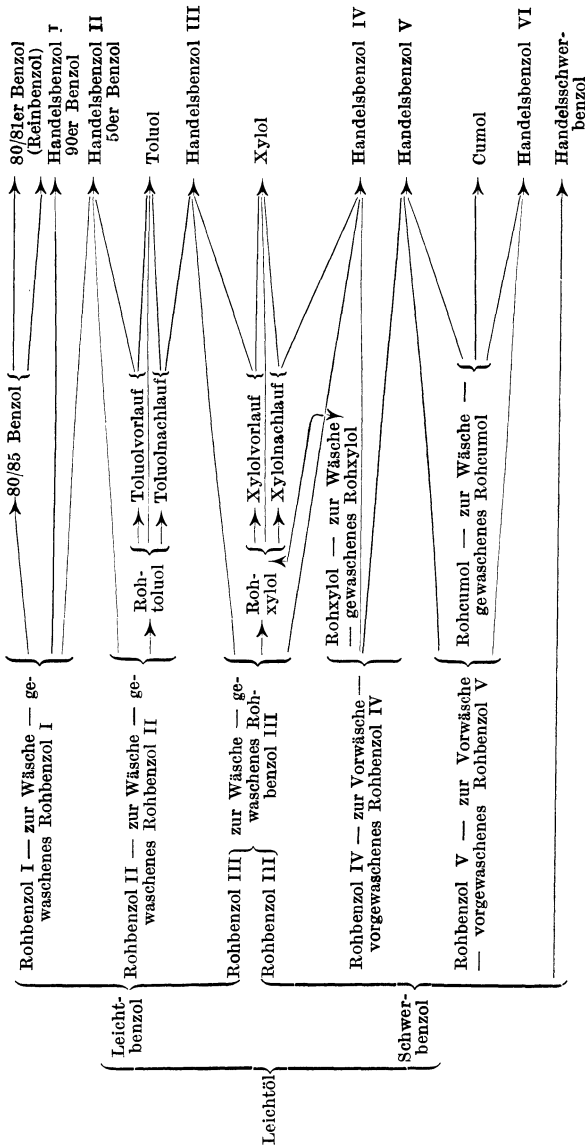 Leichtöl
Leicht-
benzol
Schwer-
benzol
Rohbenzol I — zur Wäsche — ge-
waschenes Rohbenzol I
Rohbenzol II — zur Wäsche — ge-
waschenes Rohbenzol II
Rohbenzol III
Rohbenzol III
zur Wäsche — ge-
waschenes Roh-
benzol III
Rohbenzol IV — zur Vorwäsche —
vorgewaschenes Rohbenzol IV
Rohbenzol V — zur Vorwäsche
— vorgewaschenes Rohbenzol V
80/85 Benzol
Roh-
toluol
Toluolvorlauf
Toluolnachlauf
Roh-
xylol
Xylolvorlauf
Xylolnachlauf
Rohxylol — zur Wäsche
— gewaschenes Rohxylol
Rohcumol — zur Wäsche —
gewaschenes Rohcumol
80/81er Benzol
(Reinbenzol)
Handelsbenzol I
90er Benzol
Handelsbenzol II
50er Benzol
Toluol
Handelsbenzol III
Xylol
Handelsbenzol IV
Handelsbenzol V
Cumol
Handelsbenzol VI
Handelsschwer-
benzol